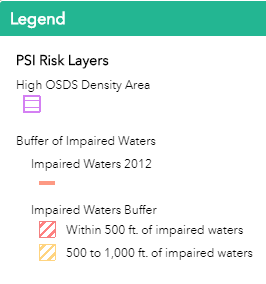 Legend
PSI Risk Layers
High OSDS Density Area
Buffer of Impaired Waters
Impaired Waters 2012
Impaired Waters Buffer
Within 500 ft. of impaired waters
500 to 1,000 ft. of impaired waters